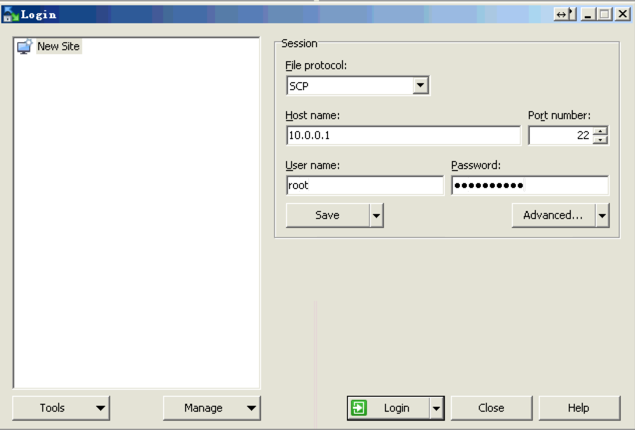 Login
New Site
Session
File protocol:
SCP
Host name:
Port number:
10.0.0.1
22
User name:
Password:
root
●●●●●●●●●●
Save
Advanced...
Tools
Manage
Login
Close
Help